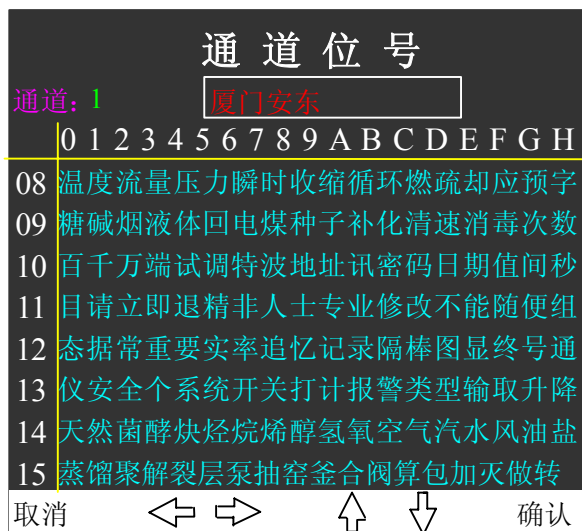 通道位号
通道：1 厦门安东
0 1 2 3 4 5 6 7 8 9 A B C D E F G H
08 温度流量压力瞬时收缩循环燃疏却应预字
09 糖碱烟液体回电煤种子补化清速消毒次数
10 百千万端试调特波地址讯密码日期值间秒
11 目请立即退精非人士专业修改不能随便组
12 态据常重要实率追忆记录隔棒图显终号通
13 仪安全个系统开关打计报警类型输取升降
14 天然菌酵炔烃烷烯醇氢氧空气汽水风油盐
15 蒸馏聚解裂层泵抽窑釜合阀算包加灭做转
取消 确认